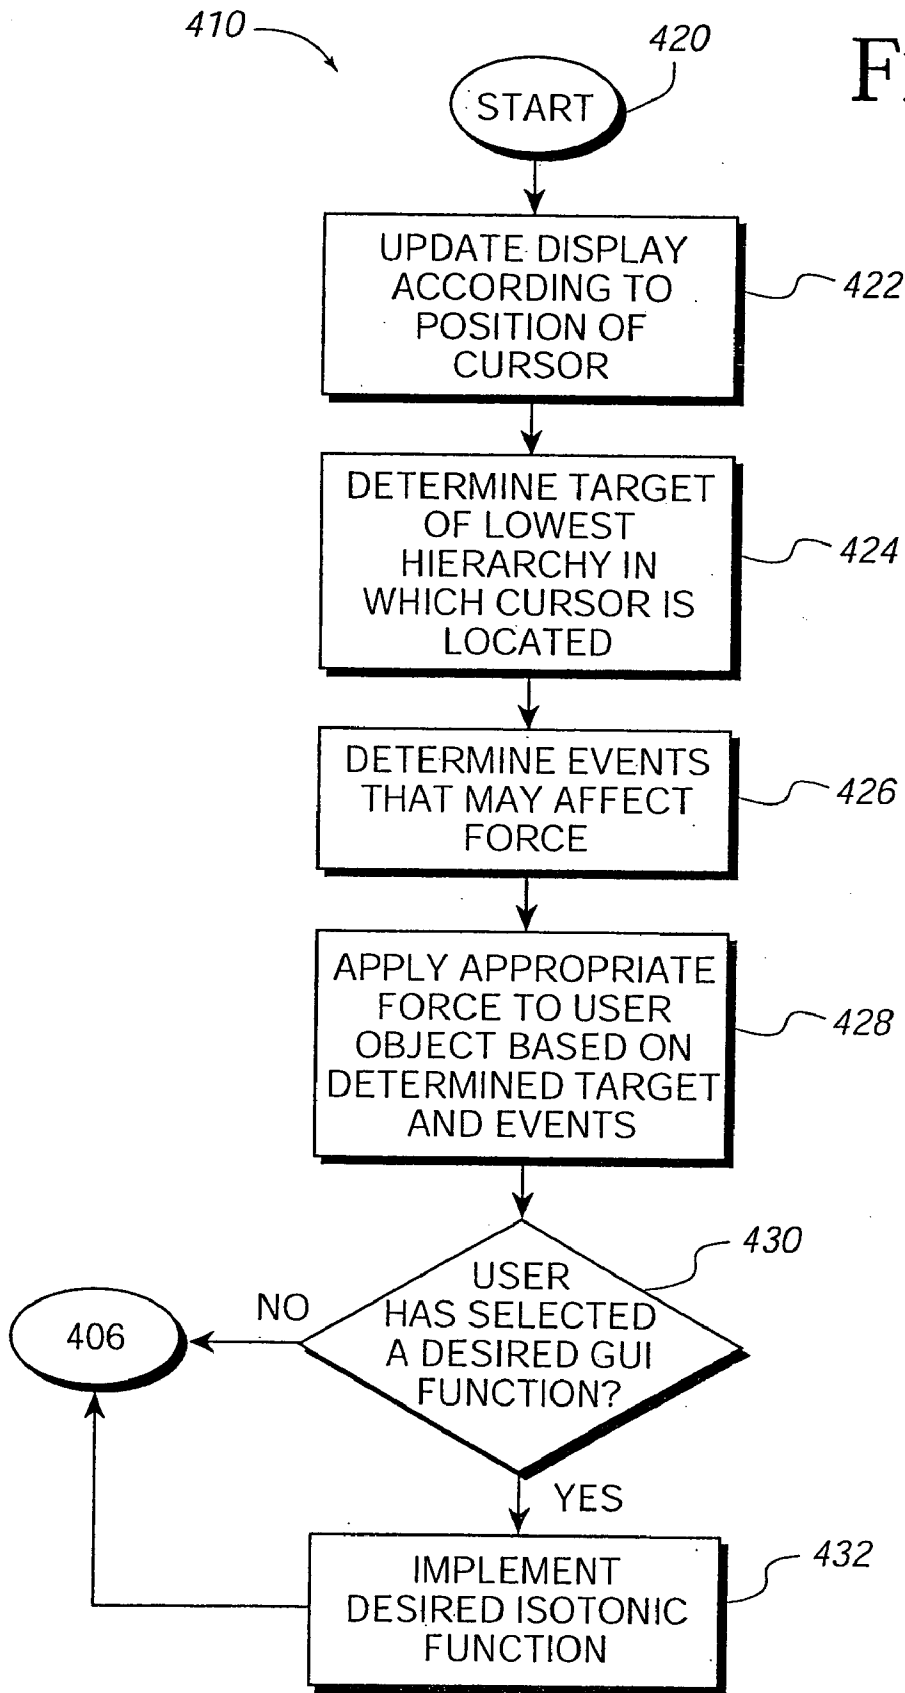 410
420
START
UPDATE DISPLAY
ACCORDING TO
POSITION OF
CURSOR
422
DETERMINE TARGET
OF LOWEST
HIERARCHY IN
WHICH CURSOR IS
LOCATED
424
DETERMINE EVENTS
THAT MAY AFFECT
FORCE
426
APPLY APPROPRIATE
FORCE TO USER
OBJECT BASED ON
DETERMINED TARGET
AND EVENTS
428
430
USER
HAS SELECTED
A DESIRED GUI
FUNCTION?
NO
406
YES
IMPLEMENT
DESIRED ISOTONIC
FUNCTION
432